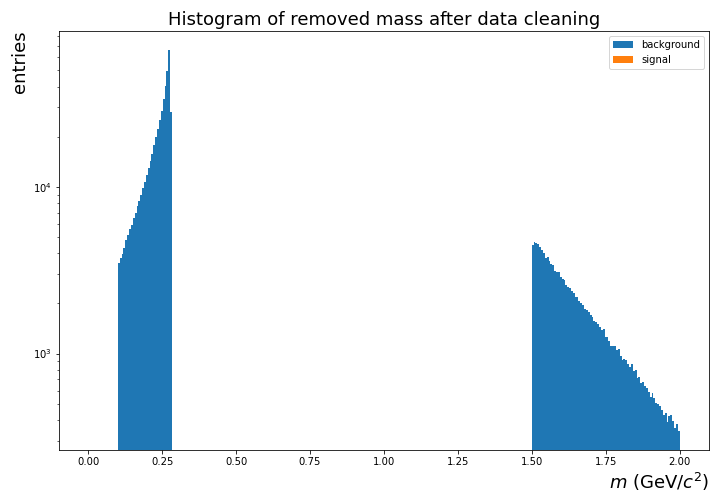 Histogram of removed mass after data cleaning
entries
background
signal
10⁴
10³
0.00 0.25 0.50 0.75 1.00 1.25 1.50 1.75 2.00
m (GeV/c²)